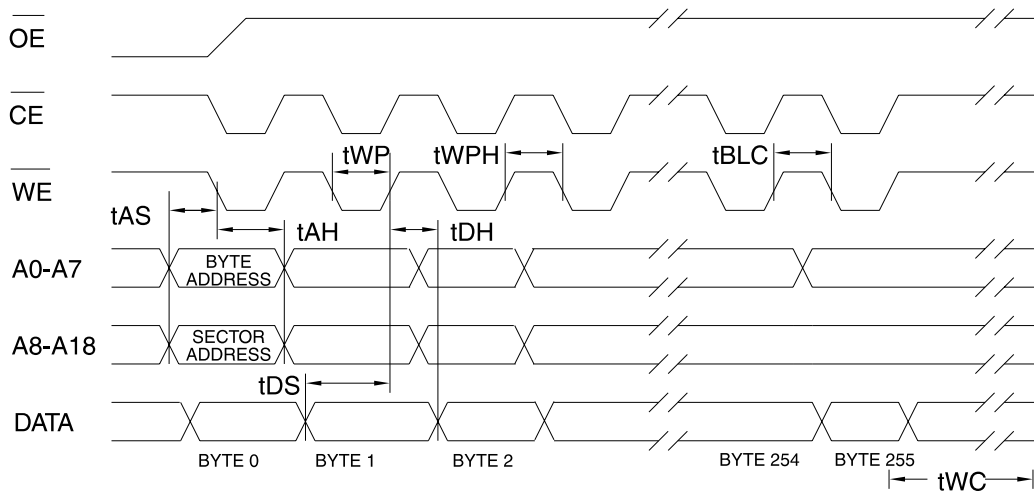 OE
CE
tWP
tWPH
tBLC
WE
tAS
tAH
tDH
A0-A7
BYTE
ADDRESS
A8-A18
SECTOR
ADDRESS
tDS
DATA
BYTE 0
BYTE 1
BYTE 2
BYTE 254
BYTE 255
tWC